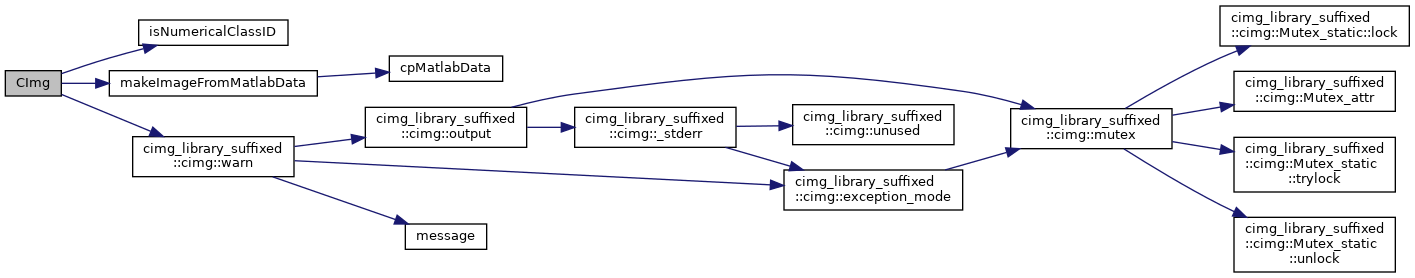 CImg
isNumericalClassID
makeImageFromMatlabData
cpMatlabData
cimg_library_suffixed
::cimg::warn
cimg_library_suffixed
::cimg::output
message
cimg_library_suffixed
::cimg::_stderr
cimg_library_suffixed
::cimg::unused
cimg_library_suffixed
::cimg::exception_mode
cimg_library_suffixed
::cimg::mutex
cimg_library_suffixed
::cimg::Mutex_static::lock
cimg_library_suffixed
::cimg::Mutex_attr
cimg_library_suffixed
::cimg::Mutex_static
::trylock
cimg_library_suffixed
::cimg::Mutex_static
::unlock